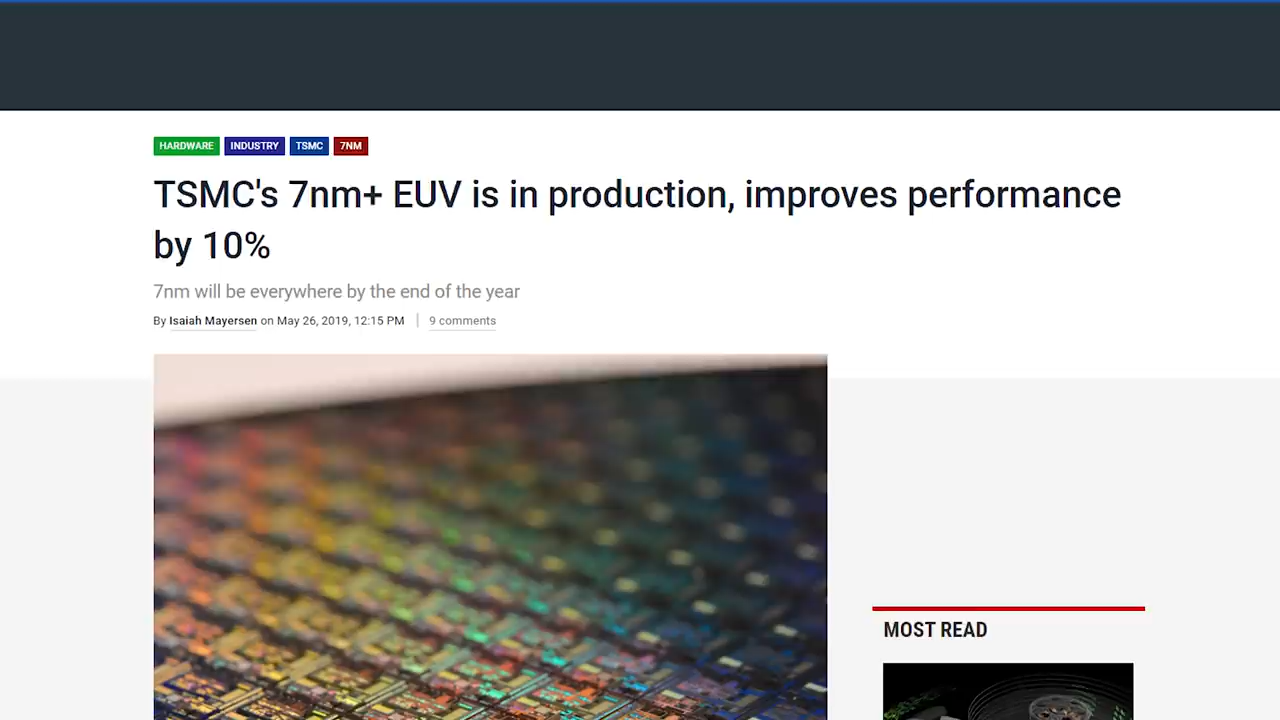 HARDWARE INDUSTRY TSMC 7NM
TSMC's 7nm+ EUV is in production, improves performance
by 10%
7nm will be everywhere by the end of the year
By Isaiah Mayersen on May 26, 2019, 12:15 PM 9 comments
MOST READ